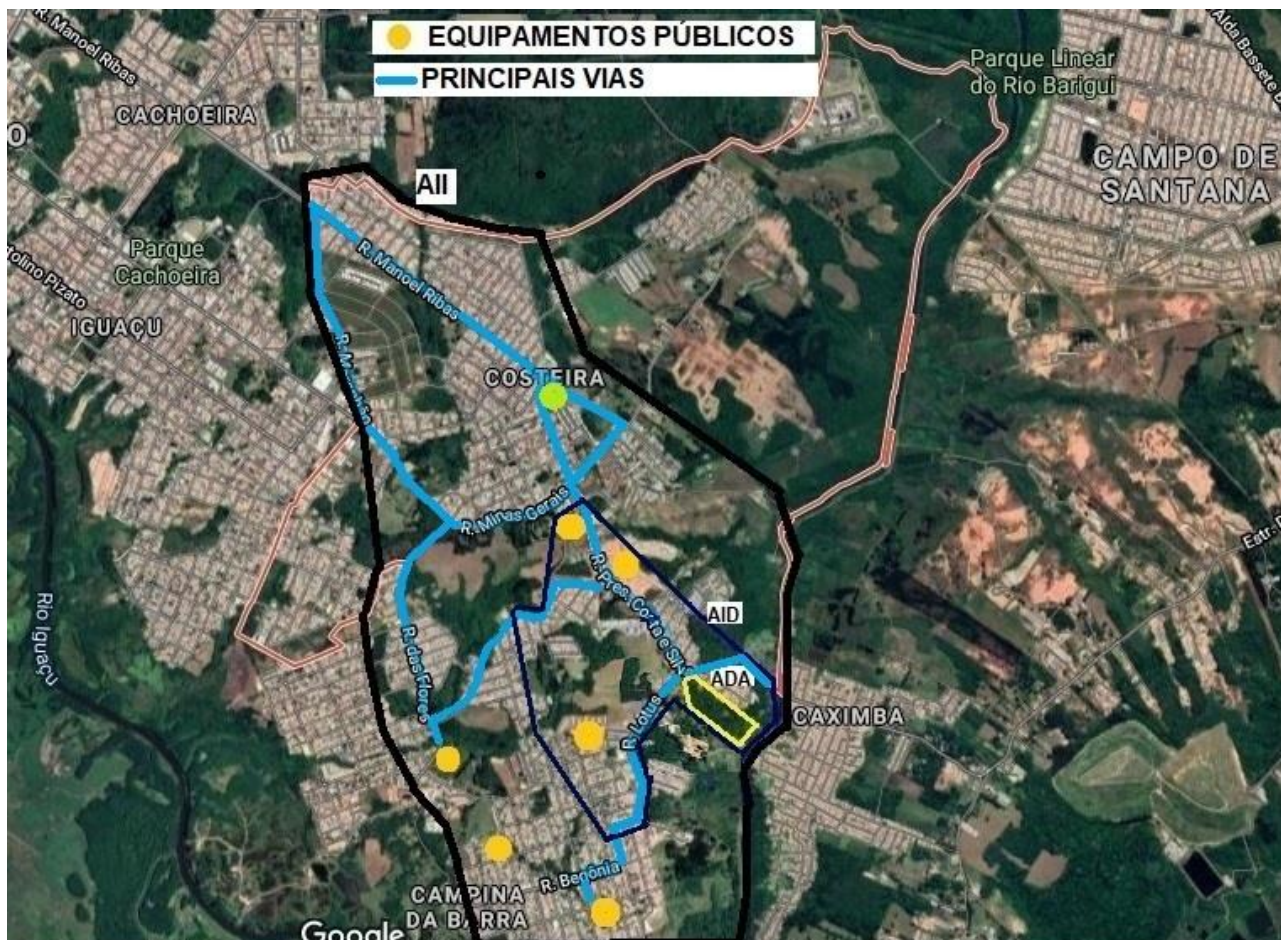 R. Manoel Ribas
EQUIPAMENTOS PÚBLICOS
PRINCIPAIS VIAS
Parque Linear
do Rio Barigui
CACHOEIRA
CAMPO DE
SANTANA
AII
Parque
Cachoeira
R. Manoel Ribas
IGUAÇU
COSTEIRA
R. Minas Gerais
Estr.
Rio Iguaçu
R. Pres. Costa e Silva
AID
R. das Flores
ADA
R. Lótus
CAXIMBA
R. Begônia
CAMPINA
DA BARRA
Google